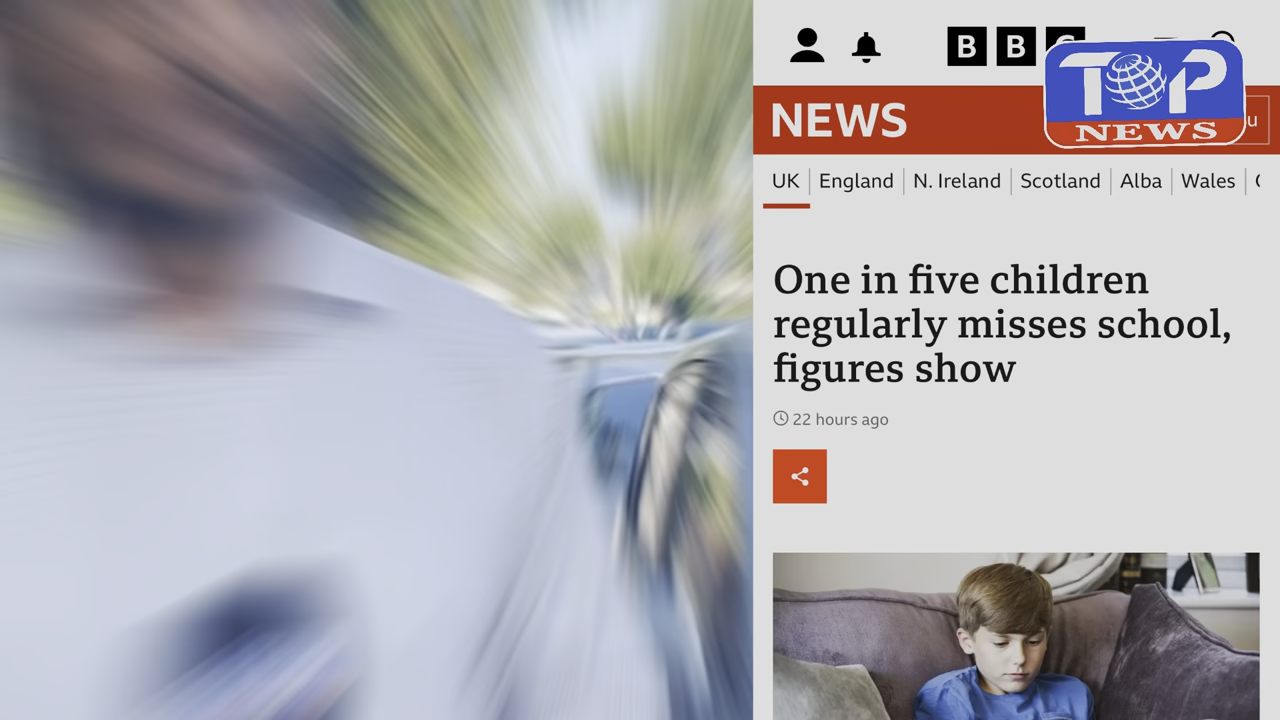 BBC
TOP
NEWS
NEWS
UK
England
N. Ireland
Scotland
Alba
Wales
One in five children
regularly misses school,
figures show
22 hours ago